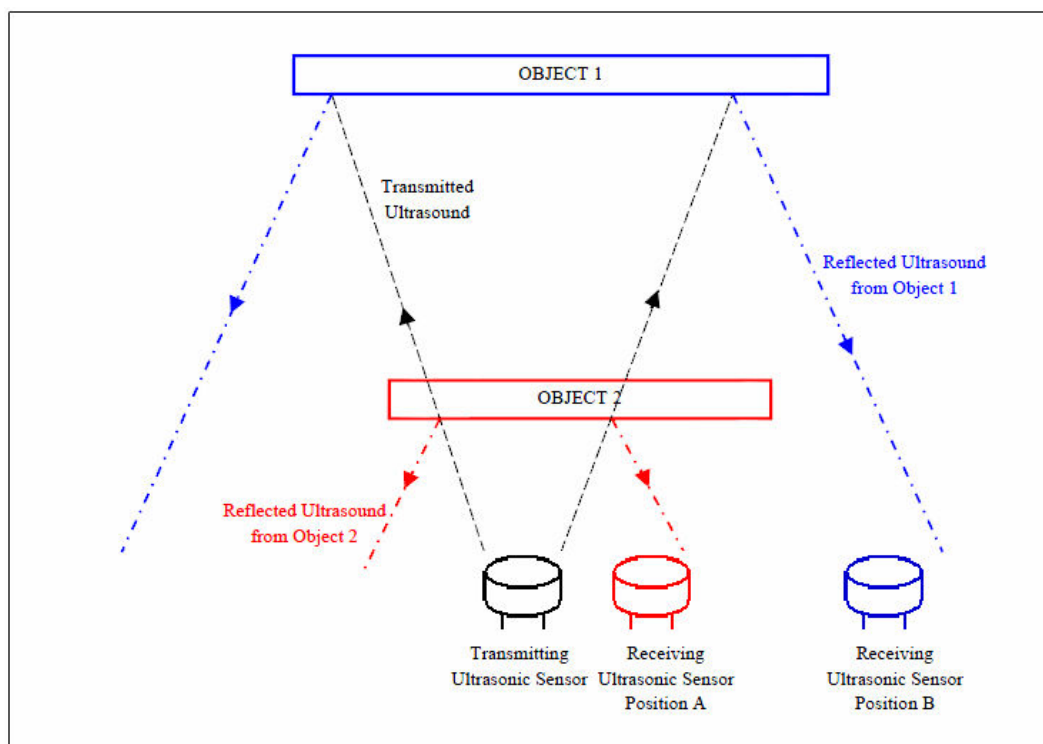 OBJECT 1
Transmitted
Ultrasound
Reflected Ultrasound
from Object 1
OBJECT 2
Reflected Ultrasound
from Object 2
Transmitting
Ultrasonic Sensor
Receiving
Ultrasonic Sensor
Position A
Receiving
Ultrasonic Sensor
Position B